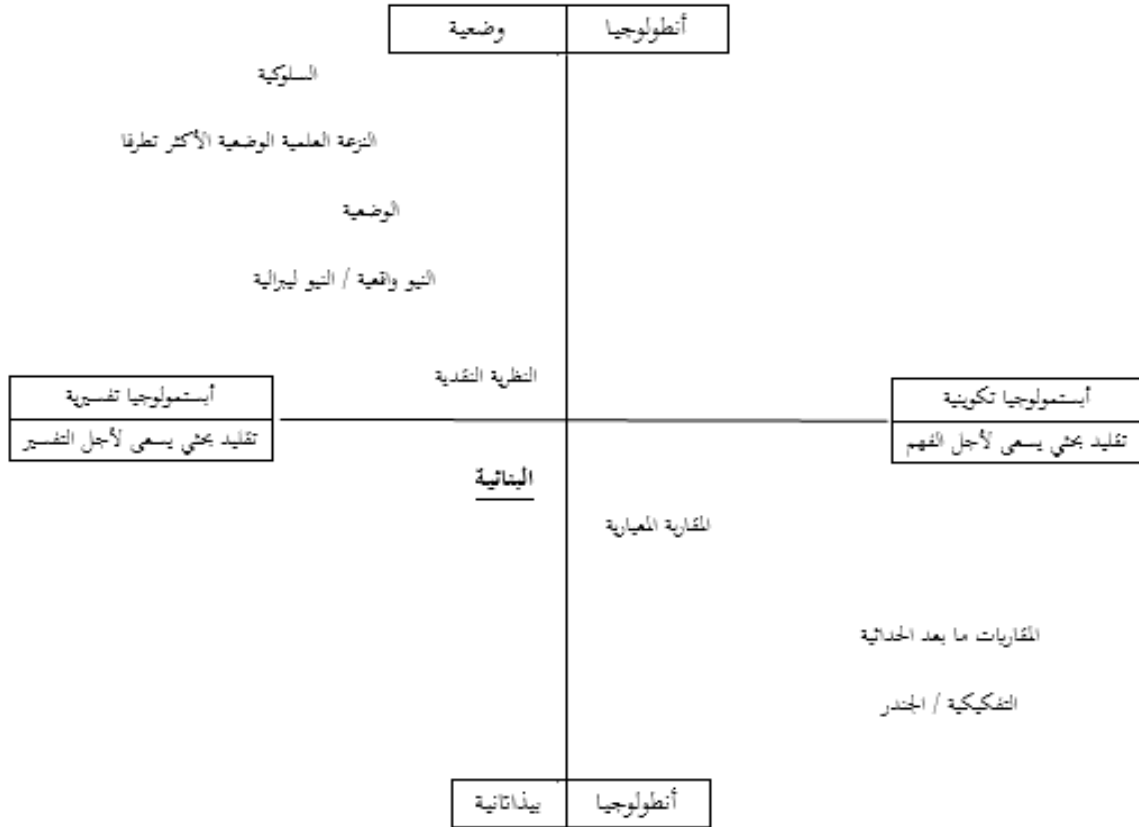 أنطولوجيا وضعية
السلوكية
النزعة العلمية الوضعية الأكثر تطرفا
الوضعية
النيو واقعية / النيو ليبرالية
النظرية النقدية
أبستمولوجيا تكوينية
تقليد بحثي يسعى لأجل الفهم
أبستمولوجيا تفسيرية
تقليد بحثي يسعى لأجل التفسير
البنائية
المقاربة المعيارية
المقاربات ما بعد الحداثية
التفكيكية / الجندر
أنطولوجيا بيذاتانية